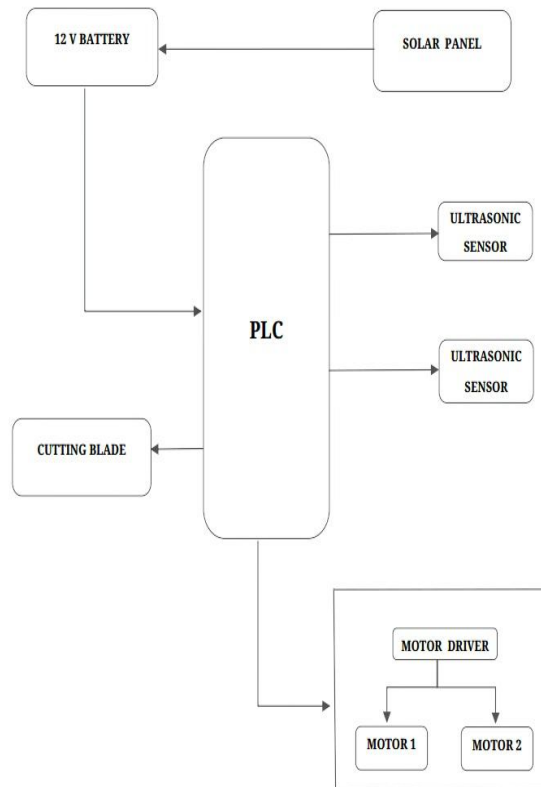 12 V BATTERY
SOLAR PANEL
ULTRASONIC
SENSOR
PLC
ULTRASONIC
SENSOR
CUTTING BLADE
MOTOR DRIVER
MOTOR 1
MOTOR 2